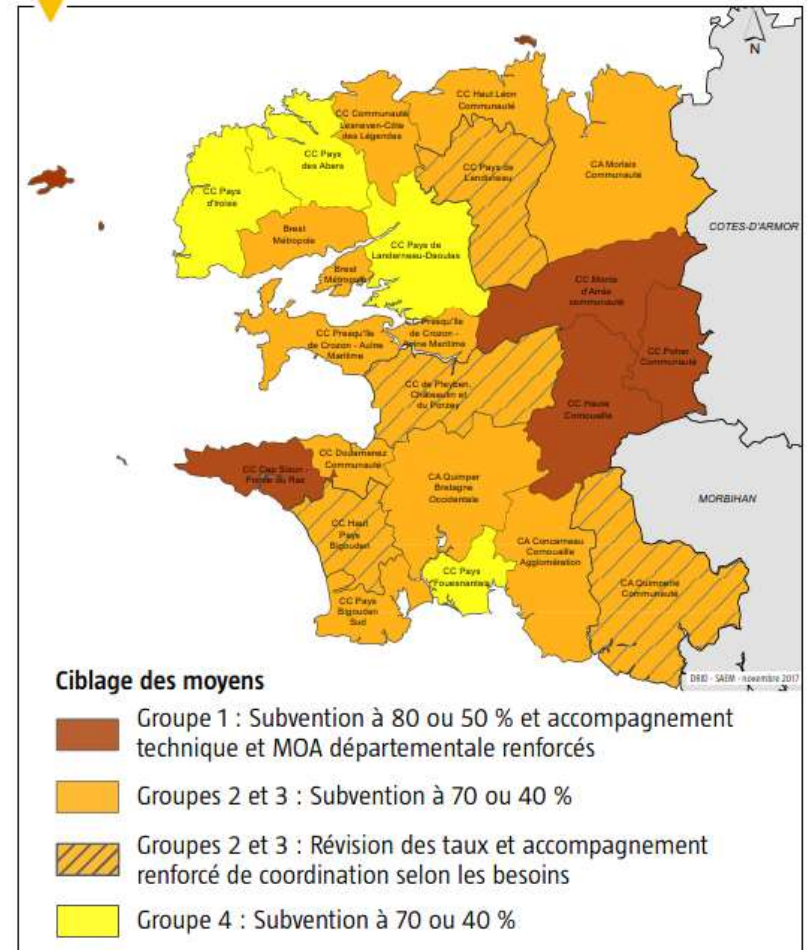 N
CC Haut Léon
Communauté
CC Communauté
Lesneven-Côte
des Légendes
CC Pays
des Abers
CC Pays de
Landivisiau
CA Morlaix
Communauté
CC Pays
d'Iroise
COTES-D'ARMOR
Brest
Métropole
CC Pays de
Landerneau-Daoulas
Brest
Métropole
CC Monts
d'Arrée
communauté
CC Presqu'île
de Crozon - Aulne
Maritime
CC Presqu'île
de Crozon -
Aulne Maritime
CC Poher
Communauté
CC de Pleyben,
Châteaulin et
du Porzay
CC Haute
Cornouaille
CC Douarnenez
Communauté
CC Cap Sizun -
Pointe du Raz
CA Quimper
Bretagne
Occidentale
MORBIHAN
CC Haut
Pays
Bigouden
CA Concarneau
Cornouaille
Agglomération
CC Pays
Fouesnantais
CA Quimperlé
Communauté
CC Pays
Bigouden
Sud
DRID - SAEM - novembre 2017
Ciblage des moyens
Groupe 1 : Subvention à 80 ou 50 % et accompagnement
technique et MOA départementale renforcés
Groupes 2 et 3 : Subvention à 70 ou 40 %
Groupes 2 et 3 : Révision des taux et accompagnement
renforcé de coordination selon les besoins
Groupe 4 : Subvention à 70 ou 40 %